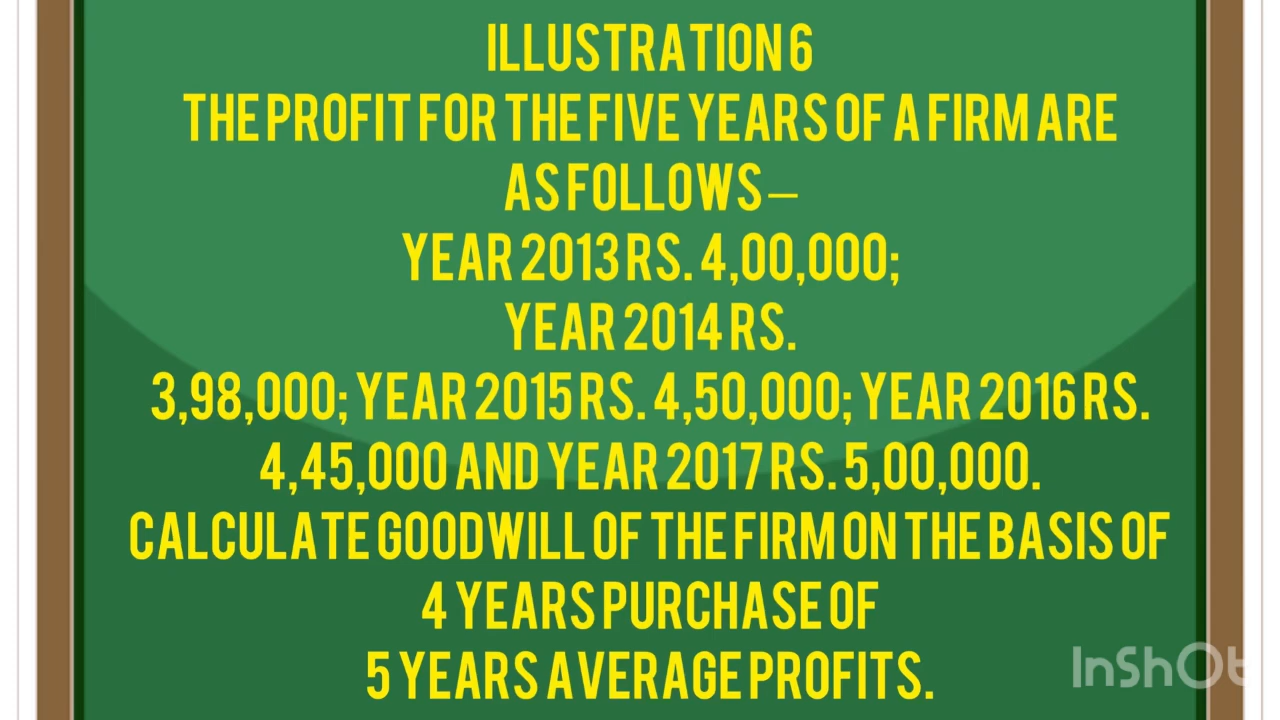 ILLUSTRATION 6
THE PROFIT FOR THE FIVE YEARS OF A FIRM ARE
AS FOLLOWS –
YEAR 2013 RS. 4,00,000;
YEAR 2014 RS.
3,98,000; YEAR 2015 RS. 4,50,000; YEAR 2016 RS.
4,45,000 AND YEAR 2017 RS. 5,00,000.
CALCULATE GOODWILL OF THE FIRM ON THE BASIS OF
4 YEARS PURCHASE OF
5 YEARS AVERAGE PROFITS.
InShOt